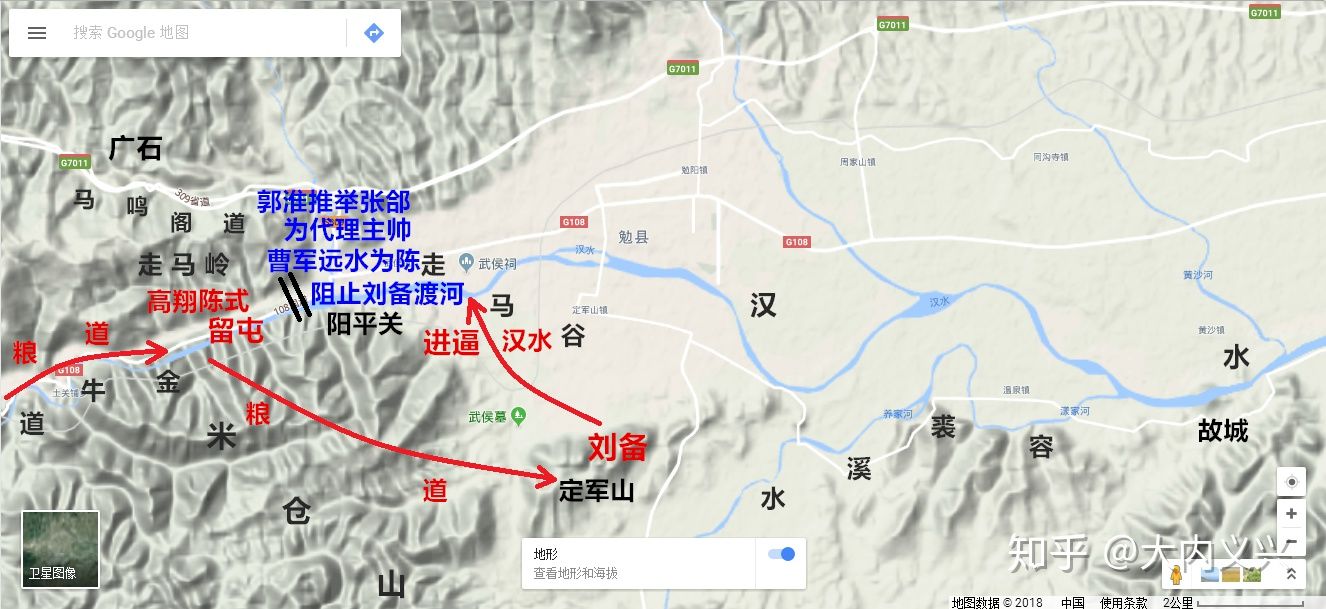 搜索 Google 地图
G7011
G7011
G7011
广石
G7011
309省道
马鸣阁道
勉阳镇
周家山镇
同沟寺镇
郭淮推举张郃
为代理主帅
曹军远水为陈
阻止刘备渡河
G108
勉县
G108
汉水
走马岭
走马谷
武侯祠
黄沙河
高翔陈式
留屯
108
阳平关
进逼
汉水
定军山镇
汉
汉水
黄沙镇
水
粮道
G108
土关铺
金牛道
米仓山
粮道
武侯墓
刘备
定军山
温泉镇
养家河
漾家河
裘
容
溪
水
故城
知乎 @大内义兴
卫星图像
地形
查看地形和海拔
地图数据 © 2018 中国 使用条款 2公里